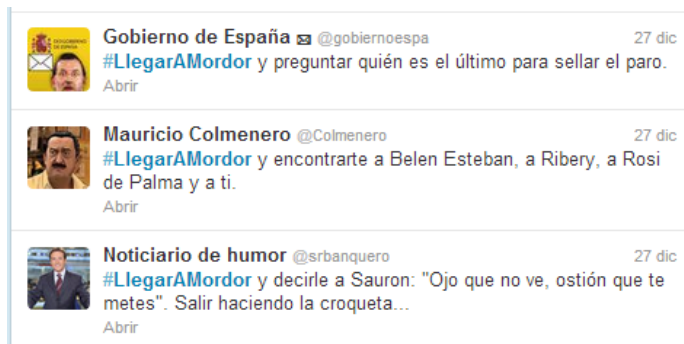 Gobierno de España ✉ @gobiernoespa 27 dic
#LlegarAMordor y preguntar quién es el último para sellar el paro.
Abrir
Mauricio Colmenero @Colmenero 27 dic
#LlegarAMordor y encontrarte a Belen Esteban, a Ribery, a Rosi
de Palma y a ti.
Abrir
Noticiario de humor @srbanquero 27 dic
#LlegarAMordor y decirle a Sauron: "Ojo que no ve, ostión que te
metes". Salir haciendo la croqueta...
Abrir